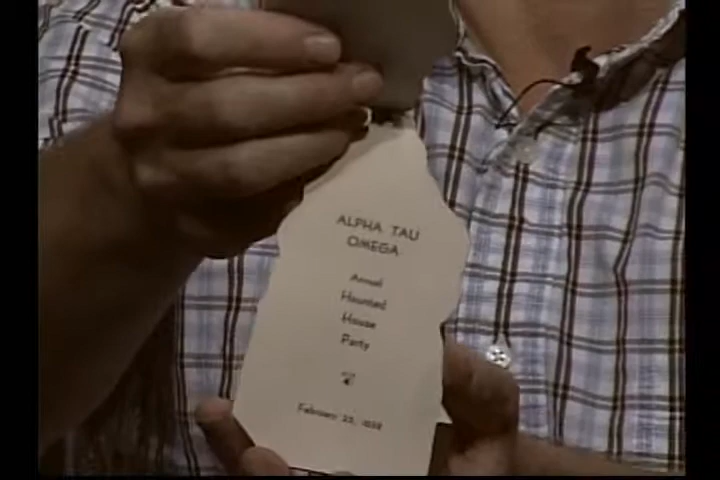 ALPHA TAU
OMEGA
Annual
Haunted
House
Party
February